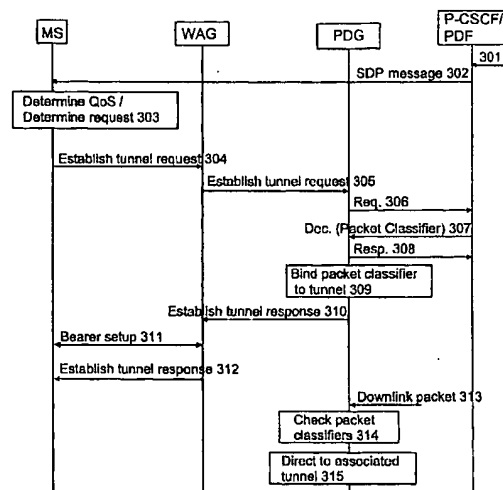 MS
WAG
PDG
P-CSCF/
PDF
301
SDP message 302
Determine QoS /
Determine request 303
Establish tunnel request 304
Establish tunnel request 305
Req. 306
Dec. (Packet Classifier) 307
Resp. 308
Bind packet classifier
to tunnel 309
Establish tunnel response 310
Bearer setup 311
Establish tunnel response 312
Downlink packet 313
Check packet
classifiers 314
Direct to associated
tunnel 315